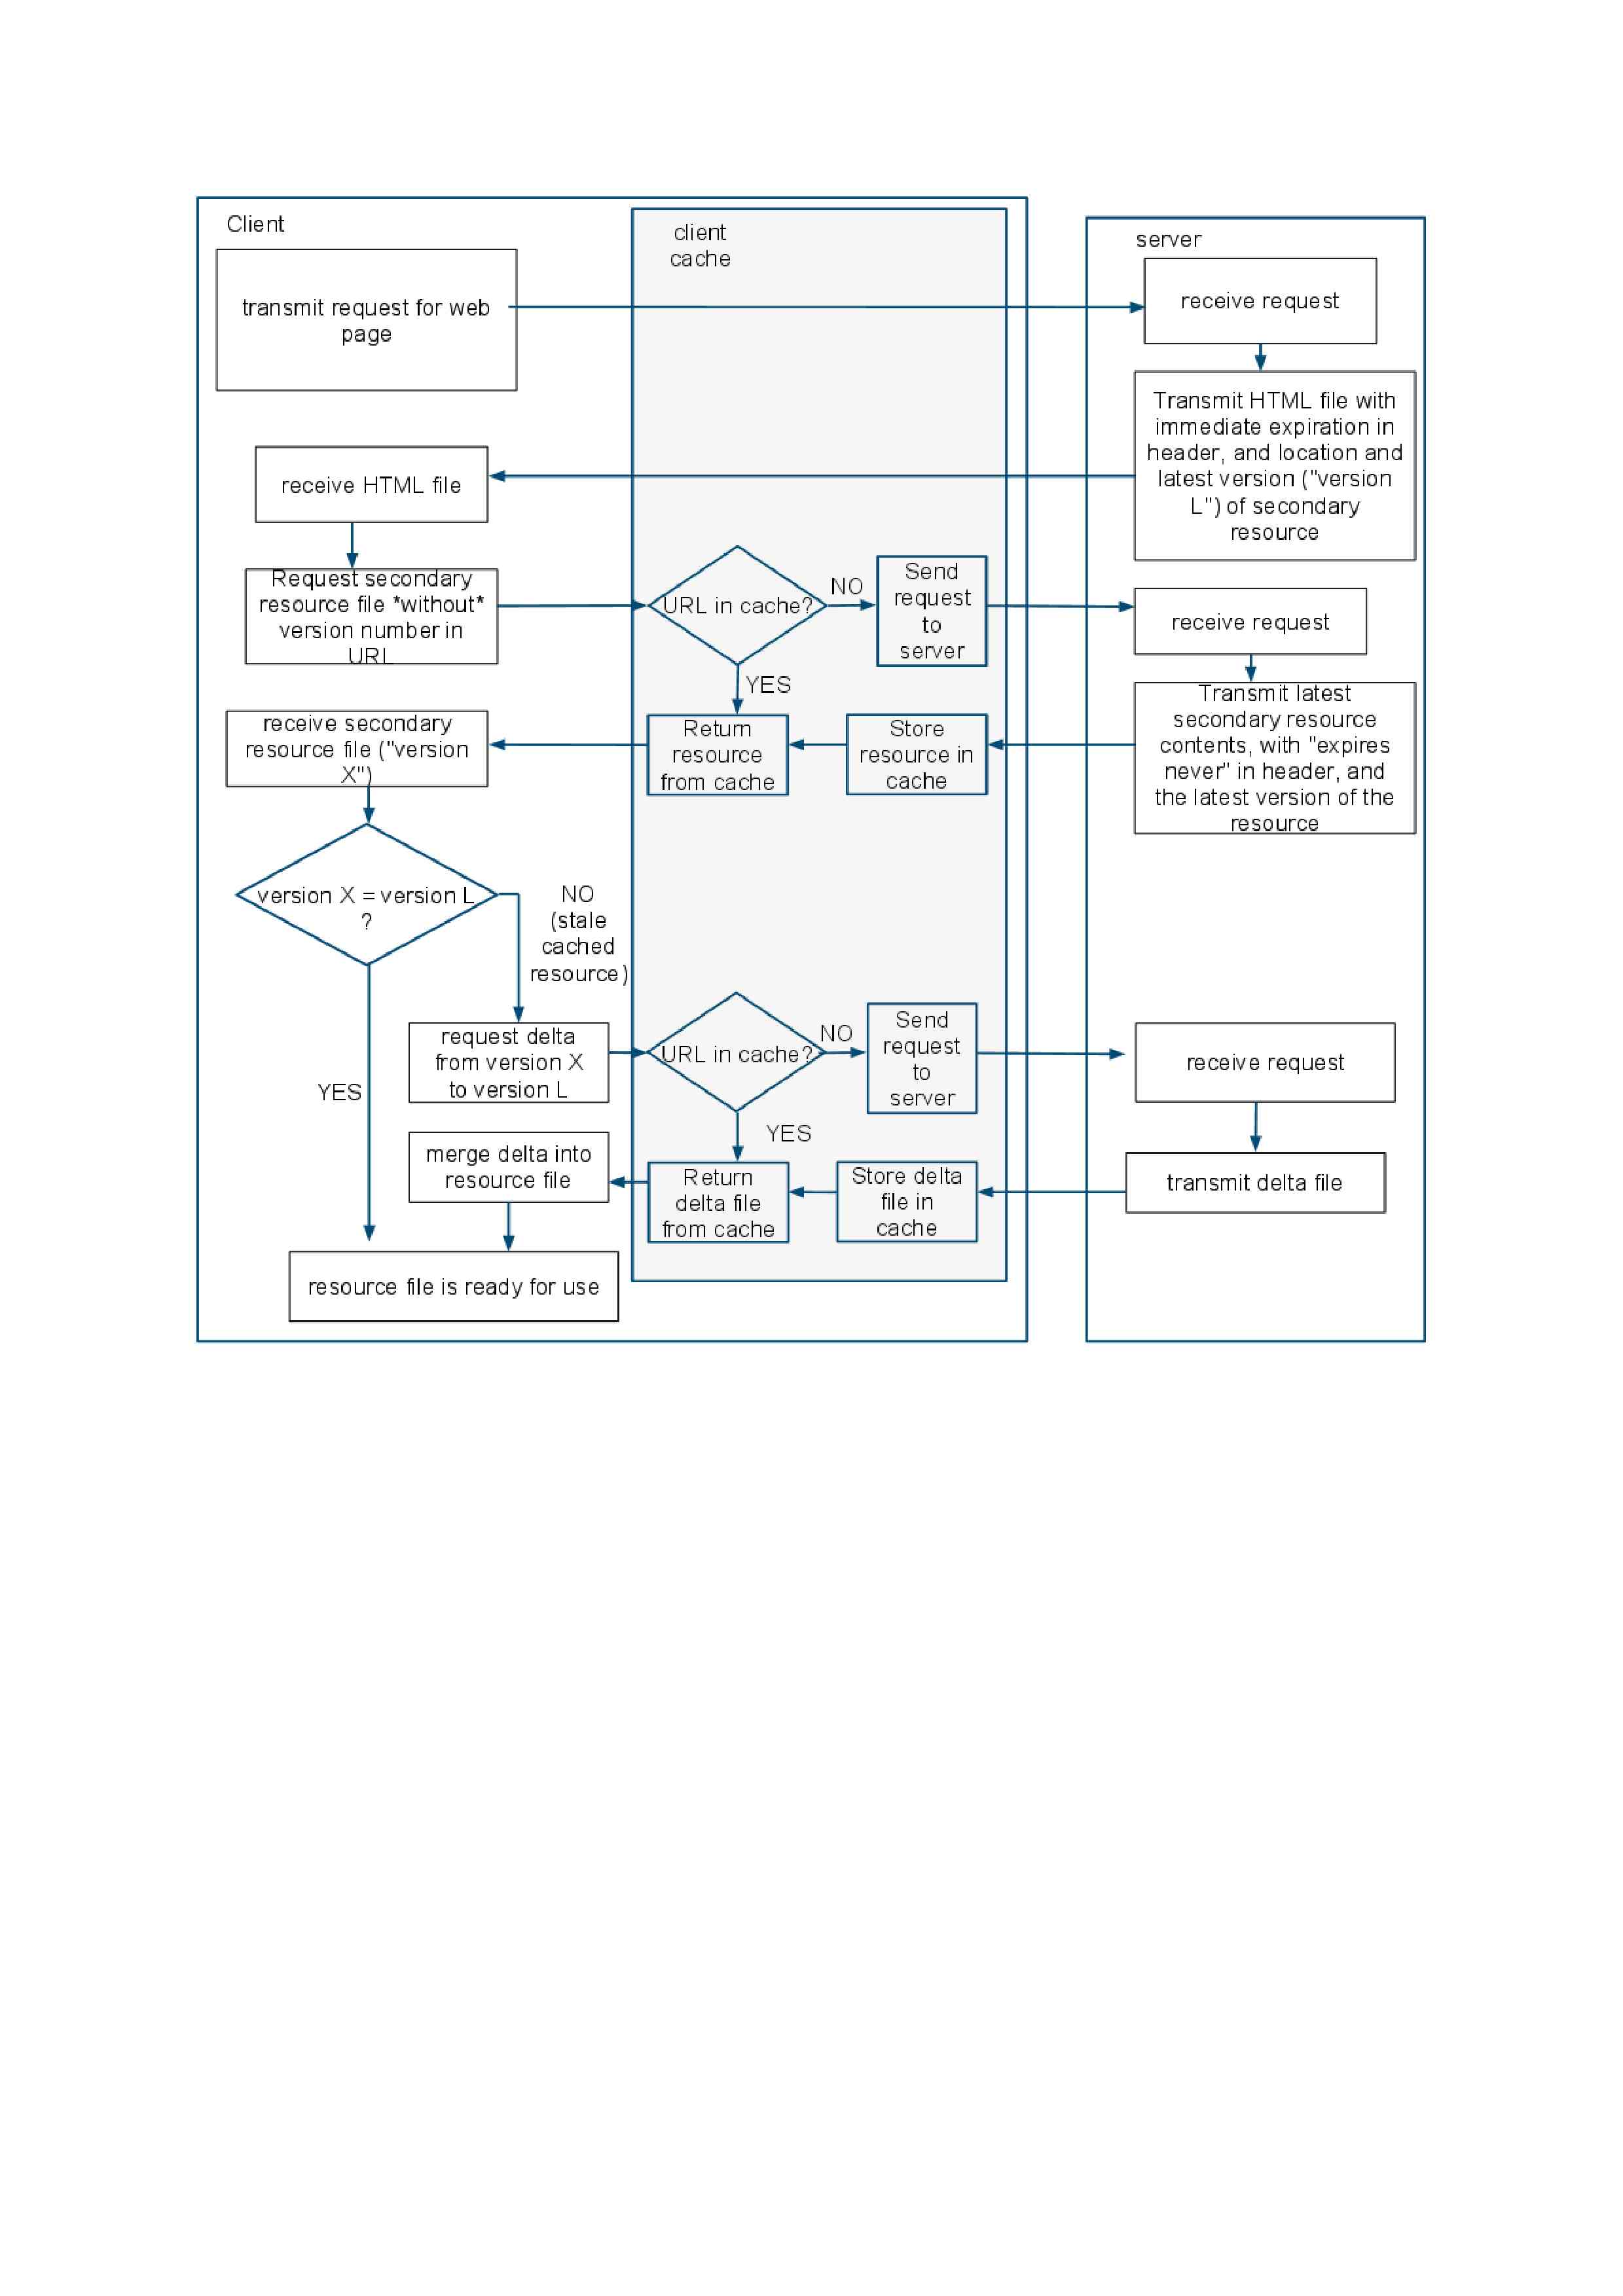 Client
client
cache
server
transmit request for web
page
receive request
Transmit HTML file with
immediate expiration in
header, and location and
latest version ("version
L") of secondary
resource
receive HTML file
Request secondary
resource file *without*
version number in
URL
URL in cache?
NO
Send
request
to
server
receive request
YES
Transmit latest
secondary resource
contents, with "expires
never" in header, and
the latest version of the
resource
Store
resource in
cache
Return
resource
from cache
receive secondary
resource file ("version
X")
version X = version L
?
NO
(stale
cached
resource)
request delta
from version X
to version L
URL in cache?
NO
Send
request
to
server
receive request
YES
YES
transmit delta file
Store delta
file in
cache
Return
delta file
from cache
merge delta into
resource file
resource file is ready for use